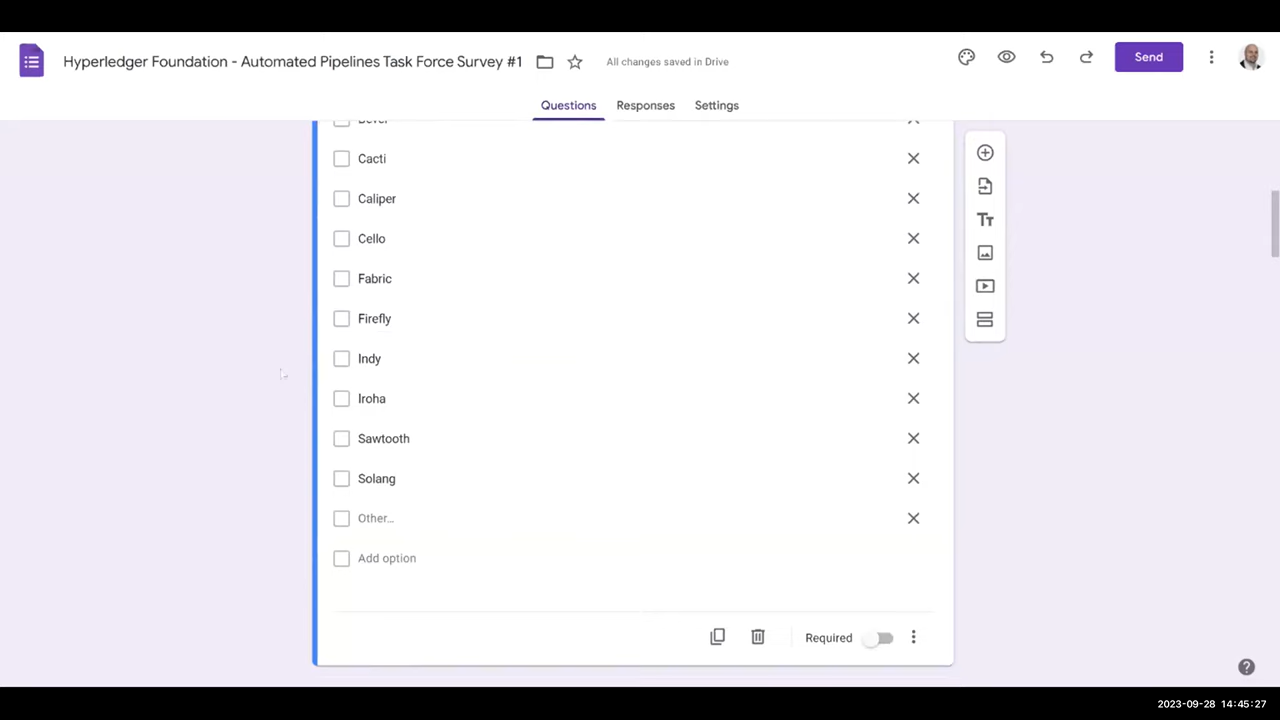 Hyperledger Foundation - Automated Pipelines Task Force Survey #1
All changes saved in Drive
Send
Questions
Responses
Settings
Bevel
Cacti
Caliper
Cello
Fabric
Firefly
Indy
Iroha
Sawtooth
Solang
Other...
Add option
Required
2023-09-28 14:45:27